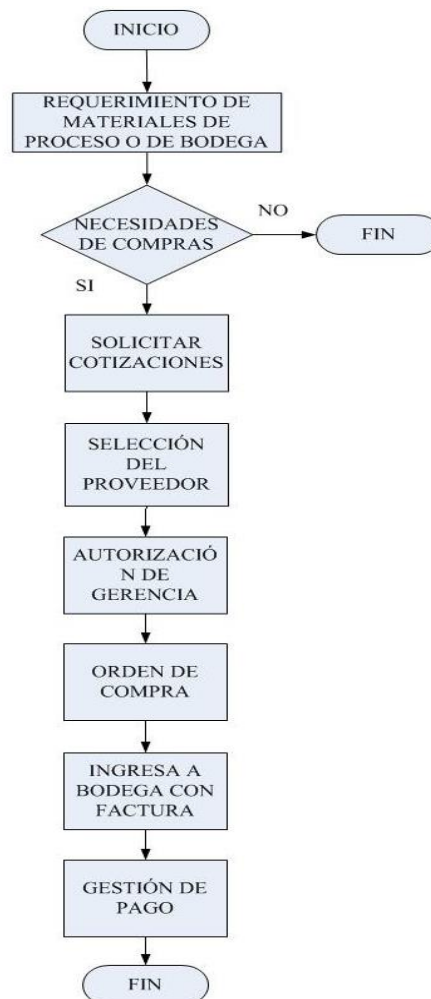 INICIO
REQUERIMIENTO DE
MATERIALES DE
PROCESO O DE BODEGA
NECESIDADES
DE COMPRAS
NO
FIN
SI
SOLICITAR
COTIZACIONES
SELECCIÓN
DEL
PROVEEDOR
AUTORIZACIÓ
N DE
GERENCIA
ORDEN DE
COMPRA
INGRESA A
BODEGA CON
FACTURA
GESTIÓN DE
PAGO
FIN